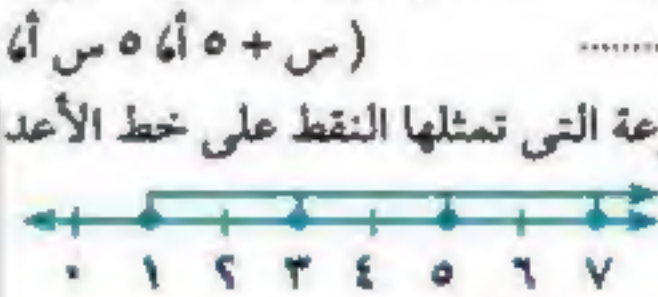 .......... ( س + ٥ أ، ٥ س أ،
عة التي تمثلها النقط على خط الأعد
٠ ١ ٢ ٣ ٤ ٥ ٦ ٧